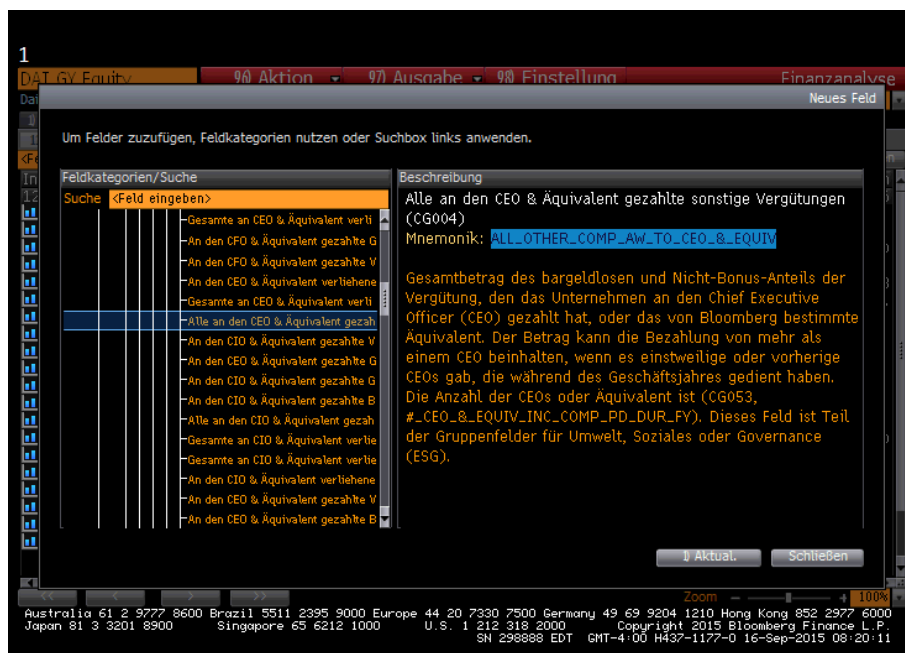 1
DAI GY Equity 96) Aktion 97) Ausgabe 98) Einstellung Finanzanalyse
Neues Feld
Um Felder zuzufügen, Feldkategorien nutzen oder Suchbox links anwenden.
Feldkategorien/Suche
Suche <Feld eingeben>
Gesamte an CEO & Äquivalent verli
An den CFO & Äquivalent gezahlte G
An den CFO & Äquivalent gezahlte V
An den CEO & Äquivalent verliehene
Gesamte an CEO & Äquivalent verli
Alle an den CEO & Äquivalent gezah
An den CIO & Äquivalent gezahlte V
An den CEO & Äquivalent gezahlte G
An den CIO & Äquivalent gezahlte G
An den CIO & Äquivalent gezahlte B
Alle an den CIO & Äquivalent gezah
Gesamte an CIO & Äquivalent verlie
Gesamte an CIO & Äquivalent verlie
An den CIO & Äquivalent verliehene
An den CEO & Äquivalent gezahlte V
An den CEO & Äquivalent gezahlte B
Beschreibung
Alle an den CEO & Äquivalent gezahlte sonstige Vergütungen
(CG004)
Mnemonik: ALL_OTHER_COMP_AW_TO_CEO_&_EQUIV
Gesamtbetrag des bargeldlosen und Nicht-Bonus-Anteils der
Vergütung, den das Unternehmen an den Chief Executive
Officer (CEO) gezahlt hat, oder das von Bloomberg bestimmte
Äquivalent. Der Betrag kann die Bezahlung von mehr als
einem CEO beinhalten, wenn es einstweilige oder vorherige
CEOs gab, die während des Geschäftsjahres gedient haben.
Die Anzahl der CEOs oder Äquivalent ist (CG053,
#_CEO_&_EQUIV_INC_COMP_PD_DUR_FY). Dieses Feld ist Teil
der Gruppenfelder für Umwelt, Soziales oder Governance
(ESG).
1) Aktual. Schließen
<< < > >> Zoom - + 100%
Australia 61 2 9777 8600 Brazil 5511 2395 9000 Europe 44 20 7330 7500 Germany 49 69 9204 1210 Hong Kong 852 2977 6000
Japan 81 3 3201 8900 Singapore 65 6212 1000 U.S. 1 212 318 2000 Copyright 2015 Bloomberg Finance L.P.
SN 298888 EDT GMT-4:00 H437-1177-0 16-Sep-2015 08:20:11